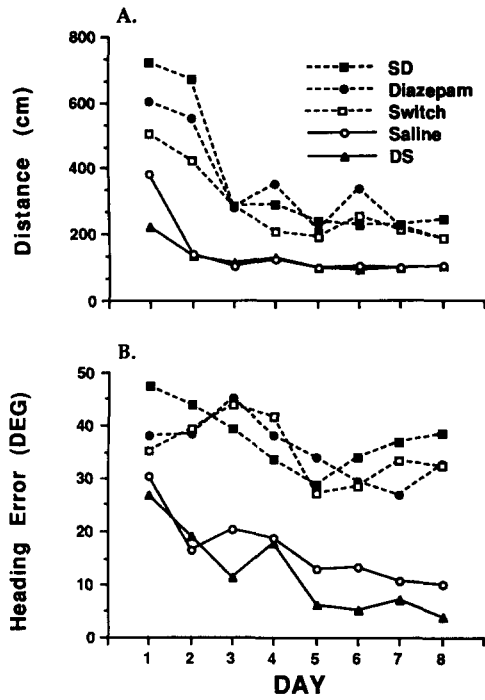 A.
800
600
400
200
0
Distance (cm)
SD
Diazepam
Switch
Saline
DS
B.
50
40
30
20
10
0
Heading Error (DEG)
1 2 3 4 5 6 7 8
DAY